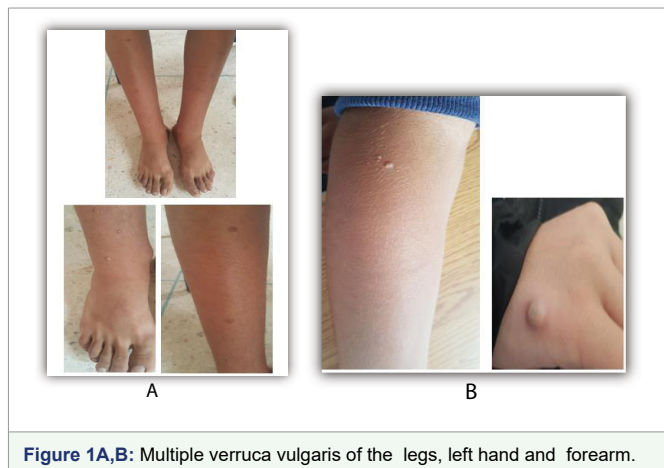 A
B
Figure 1A,B: Multiple verruca vulgaris of the legs, left hand and forearm.